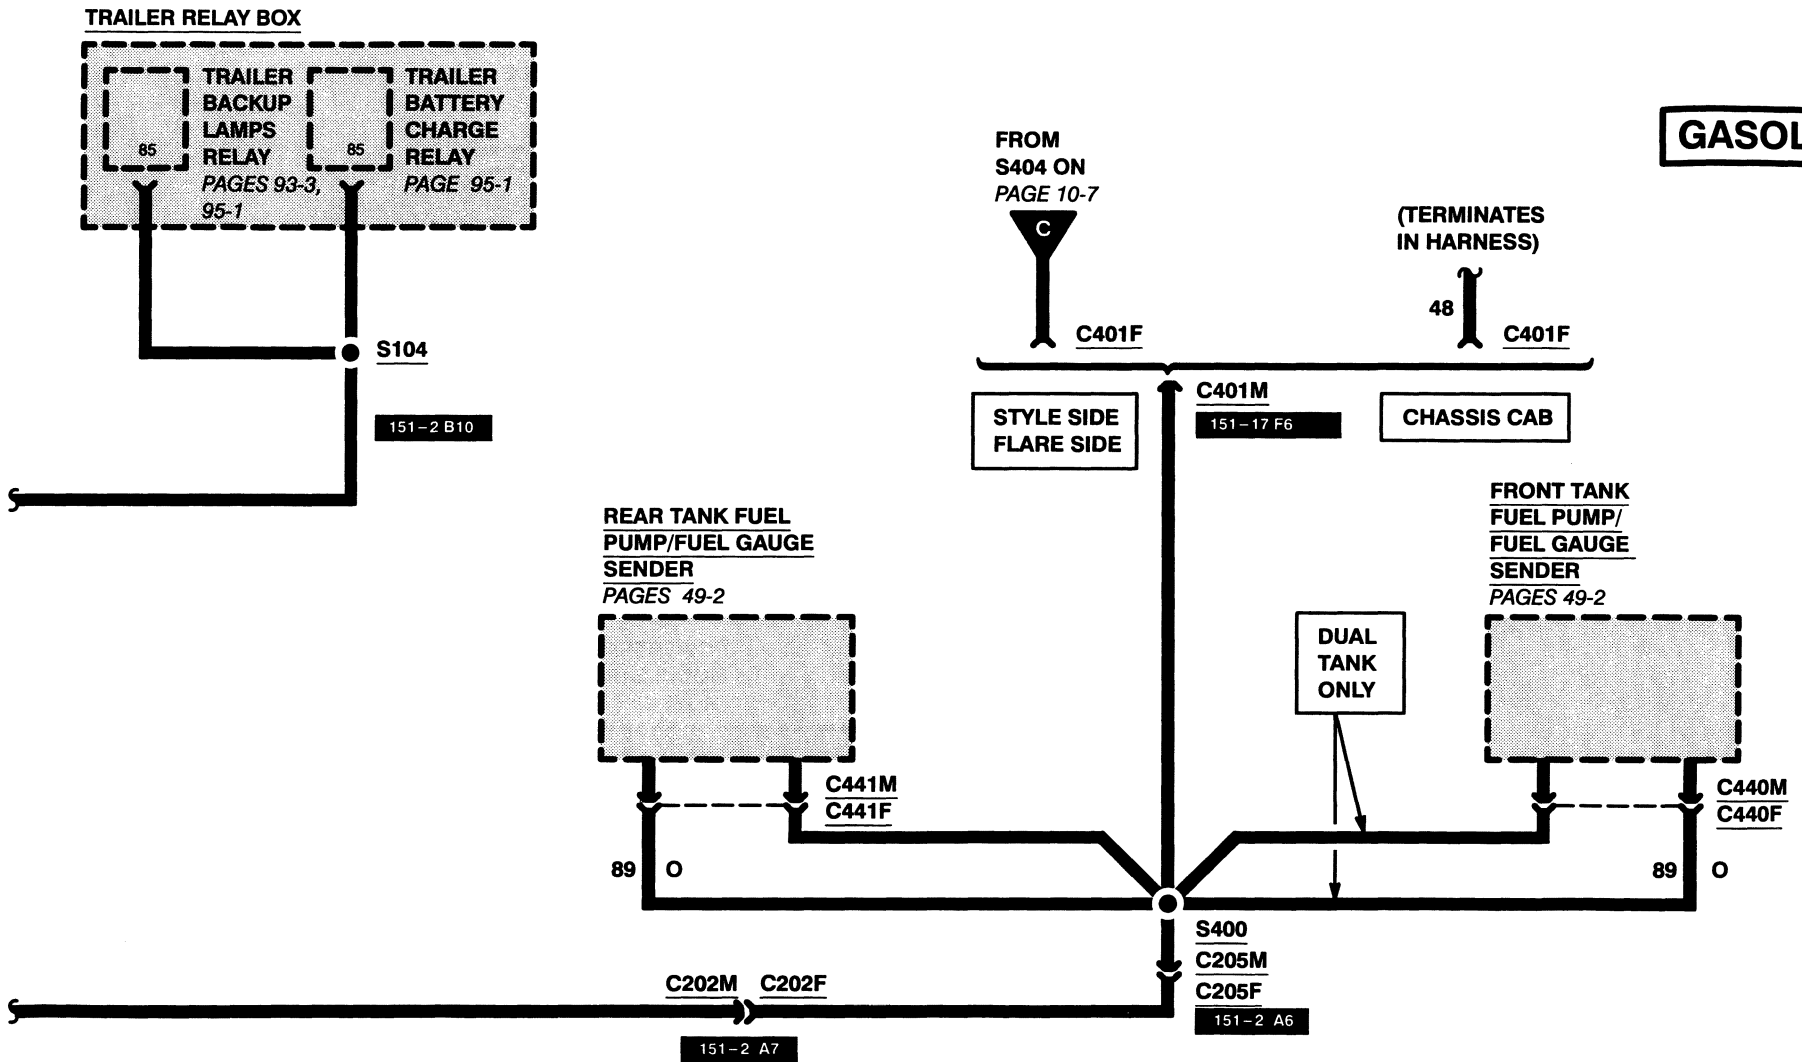 TRAILER RELAY BOX
TRAILER
BACKUP
LAMPS
RELAY
PAGES 93-3,
95-1
85
TRAILER
BATTERY
CHARGE
RELAY
PAGE 95-1
85
S104
151-2 B10
FROM
S404 ON
PAGE 10-7
C
C401F
(TERMINATES
IN HARNESS)
48
C401F
C401M
151-17 F6
STYLE SIDE
FLARE SIDE
CHASSIS CAB
REAR TANK FUEL
PUMP/FUEL GAUGE
SENDER
PAGES 49-2
FRONT TANK
FUEL PUMP/
FUEL GAUGE
SENDER
PAGES 49-2
DUAL
TANK
ONLY
C441M
C441F
C440M
C440F
89 O
89 O
S400
C205M
C205F
151-2 A6
C202M C202F
151-2 A7